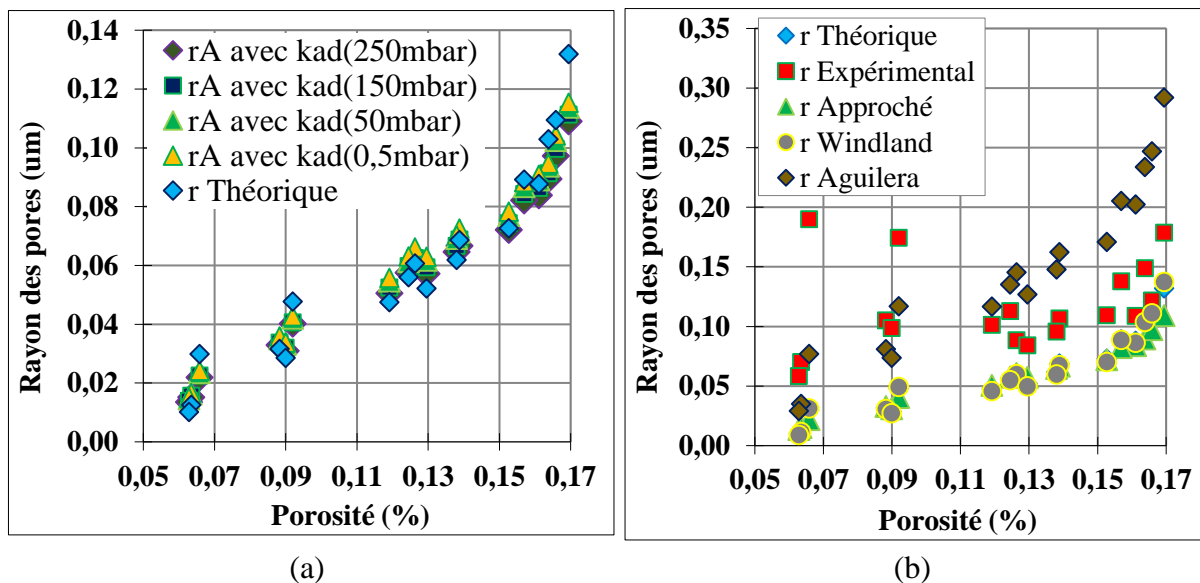 0,14
0,12
0,10
0,08
0,06
0,04
0,02
0,00
Rayon des pores (um)
rA avec kad(250mbar)
rA avec kad(150mbar)
rA avec kad(50mbar)
rA avec kad(0,5mbar)
r Théorique
0,05 0,07 0,09 0,11 0,13 0,15 0,17
Porosité (%)
(a)
0,35
0,30
0,25
0,20
0,15
0,10
0,05
0,00
Rayon des pores (um)
r Théorique
r Expérimental
r Approché
r Windland
r Aguilera
0,05 0,07 0,09 0,11 0,13 0,15 0,17
Porosité (%)
(b)